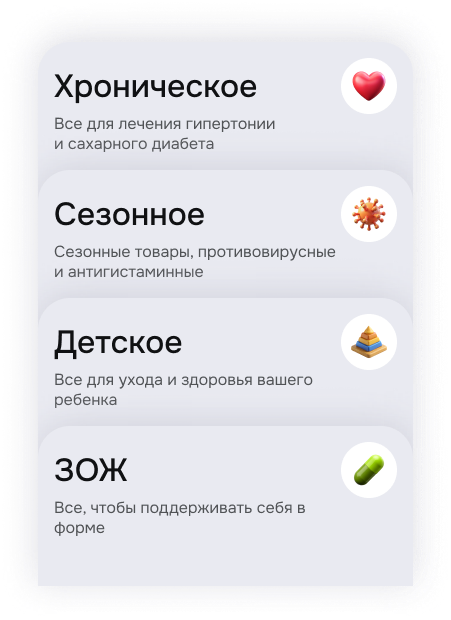 Хроническое
Все для лечения гипертонии
и сахарного диабета
Сезонное
Сезонные товары, противовирусные
и антигистаминные
Детское
Все для ухода и здоровья вашего
ребенка
ЗОЖ
Все, чтобы поддерживать себя в
форме